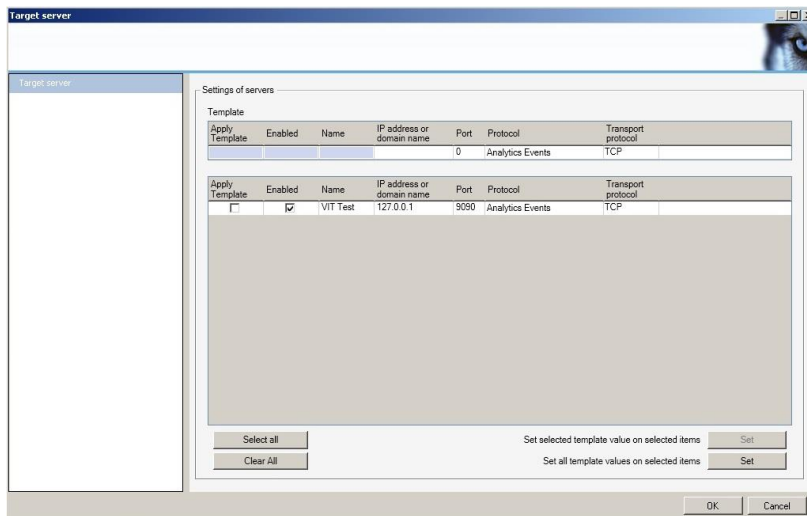 Target server
Target server
Settings of servers
Template
Apply Template Enabled Name IP address or domain name Port Protocol Transport protocol
0 Analytics Events TCP
Apply Template Enabled Name IP address or domain name Port Protocol Transport protocol
VIT Test 127.0.0.1 9090 Analytics Events TCP
Select all Set selected template value on selected items Set
Clear All Set all template values on selected items Set
OK Cancel